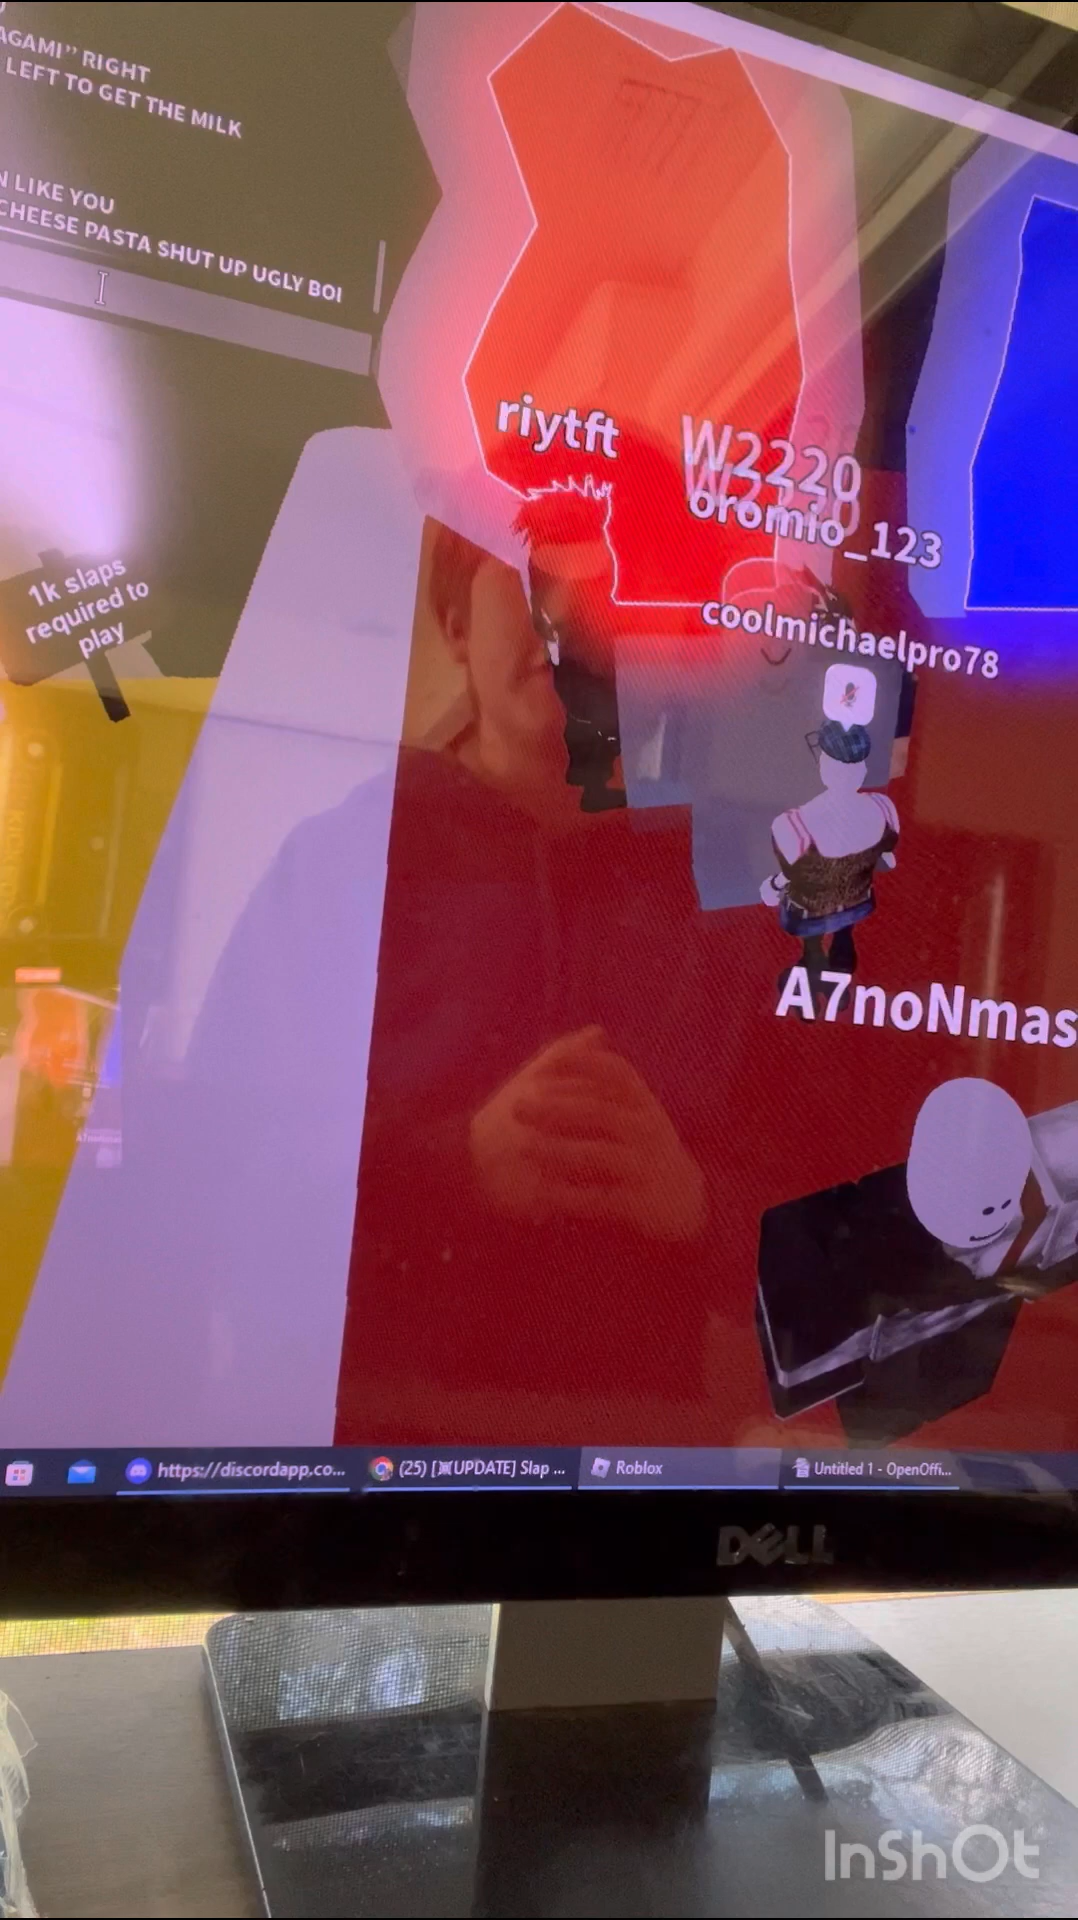 AGAMI” RIGHT
LEFT TO GET THE MILK
N LIKE YOU
CHEESE PASTA SHUT UP UGLY BOI
riytft
W2220
oromio_123
coolmichaelpro78
1k slaps
required to
play
A7noNmas
https://discordapp.co...
(25) [UPDATE] Slap ...
Roblox
Untitled 1 - OpenOffi...
DELL
InShOt